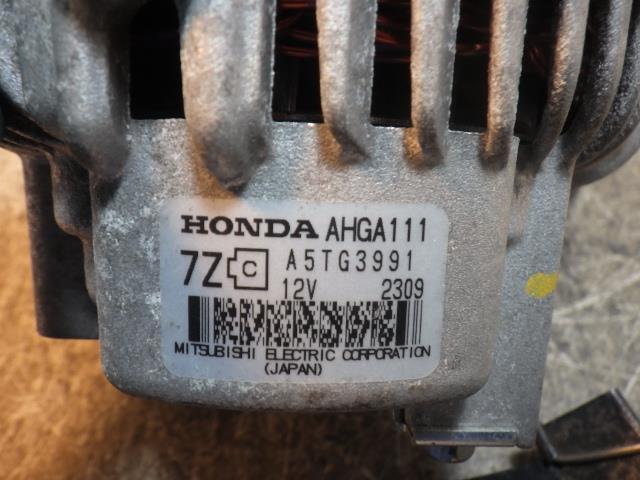 HONDA AHGA111
7Z C A5TG3991
12V 2309
MITSUBISHI ELECTRIC CORPORATION
(JAPAN)